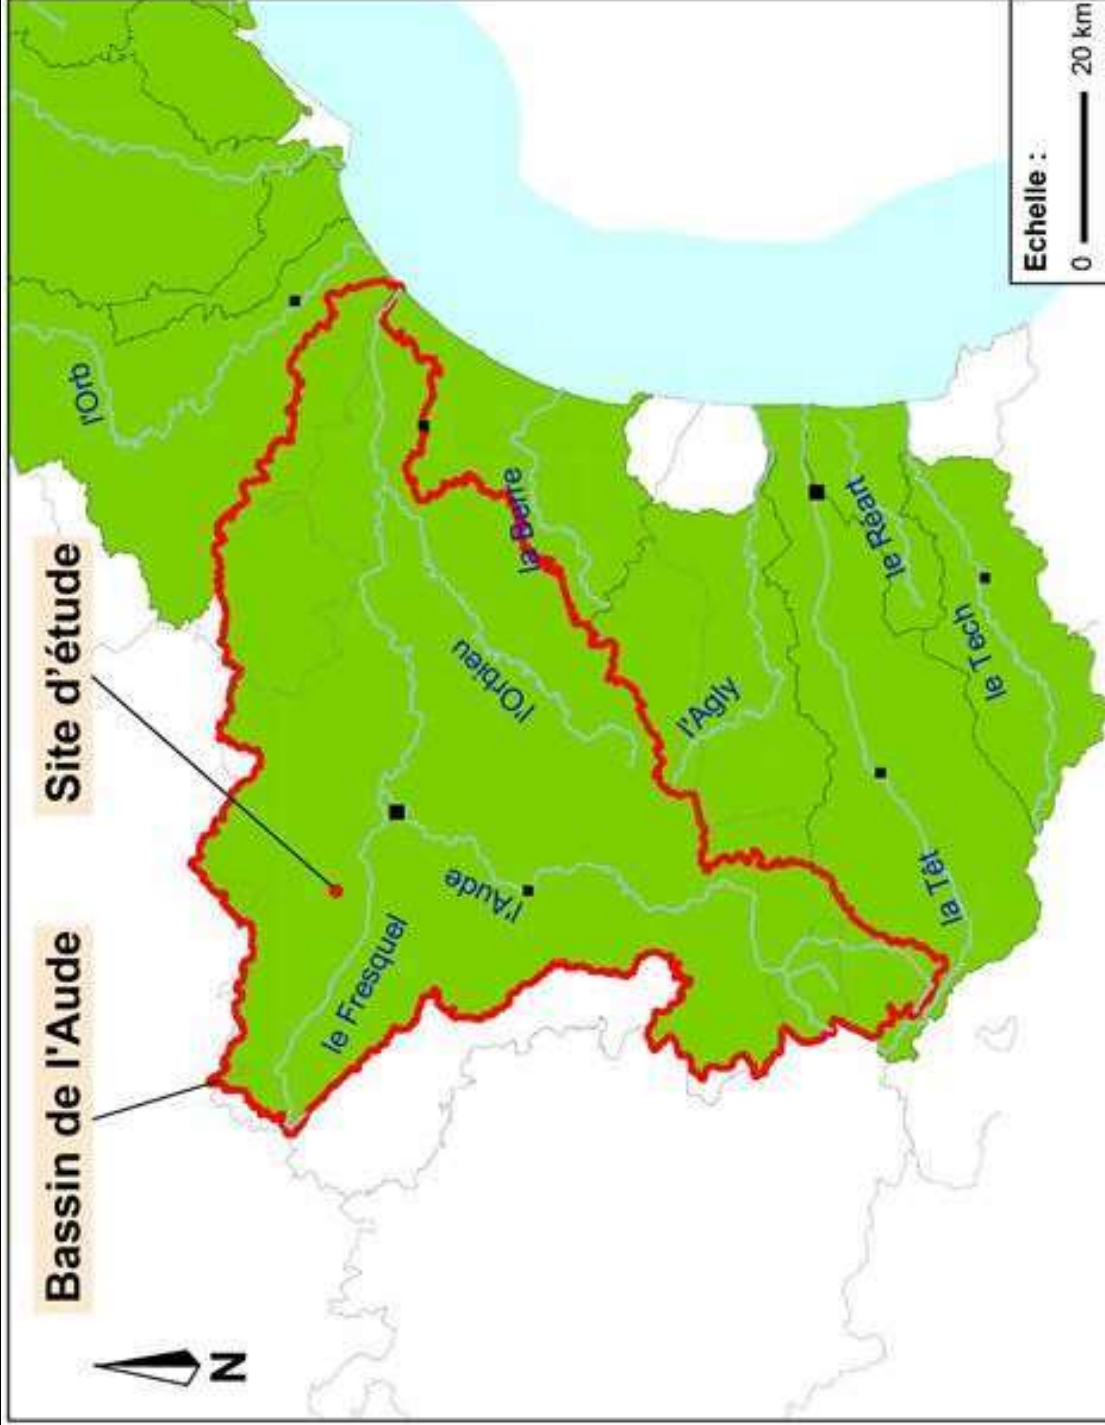 Bassin de l'Aude
Site d'étude
N
l'Orb
le Fresquel
l'Aude
l'Orbieu
la Berre
l'Agly
la Têt
le Réart
le Tech
Echelle :
0 20 km